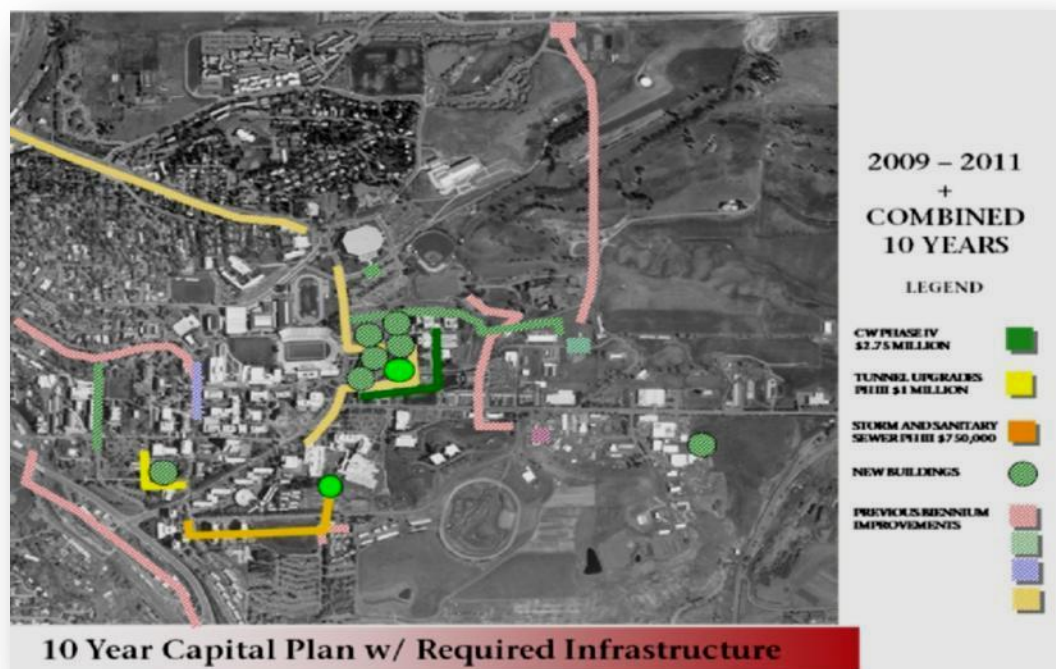 2009 – 2011
+
COMBINED
10 YEARS
LEGEND
CW PHASE IV
$2.75 MILLION
TUNNEL UPGRADES
PH III $1 MILLION
STORM AND SANITARY
SEWER PH III $750,000
NEW BUILDINGS
PREVIOUS BIENNIUM
IMPROVEMENTS
10 Year Capital Plan w/ Required Infrastructure